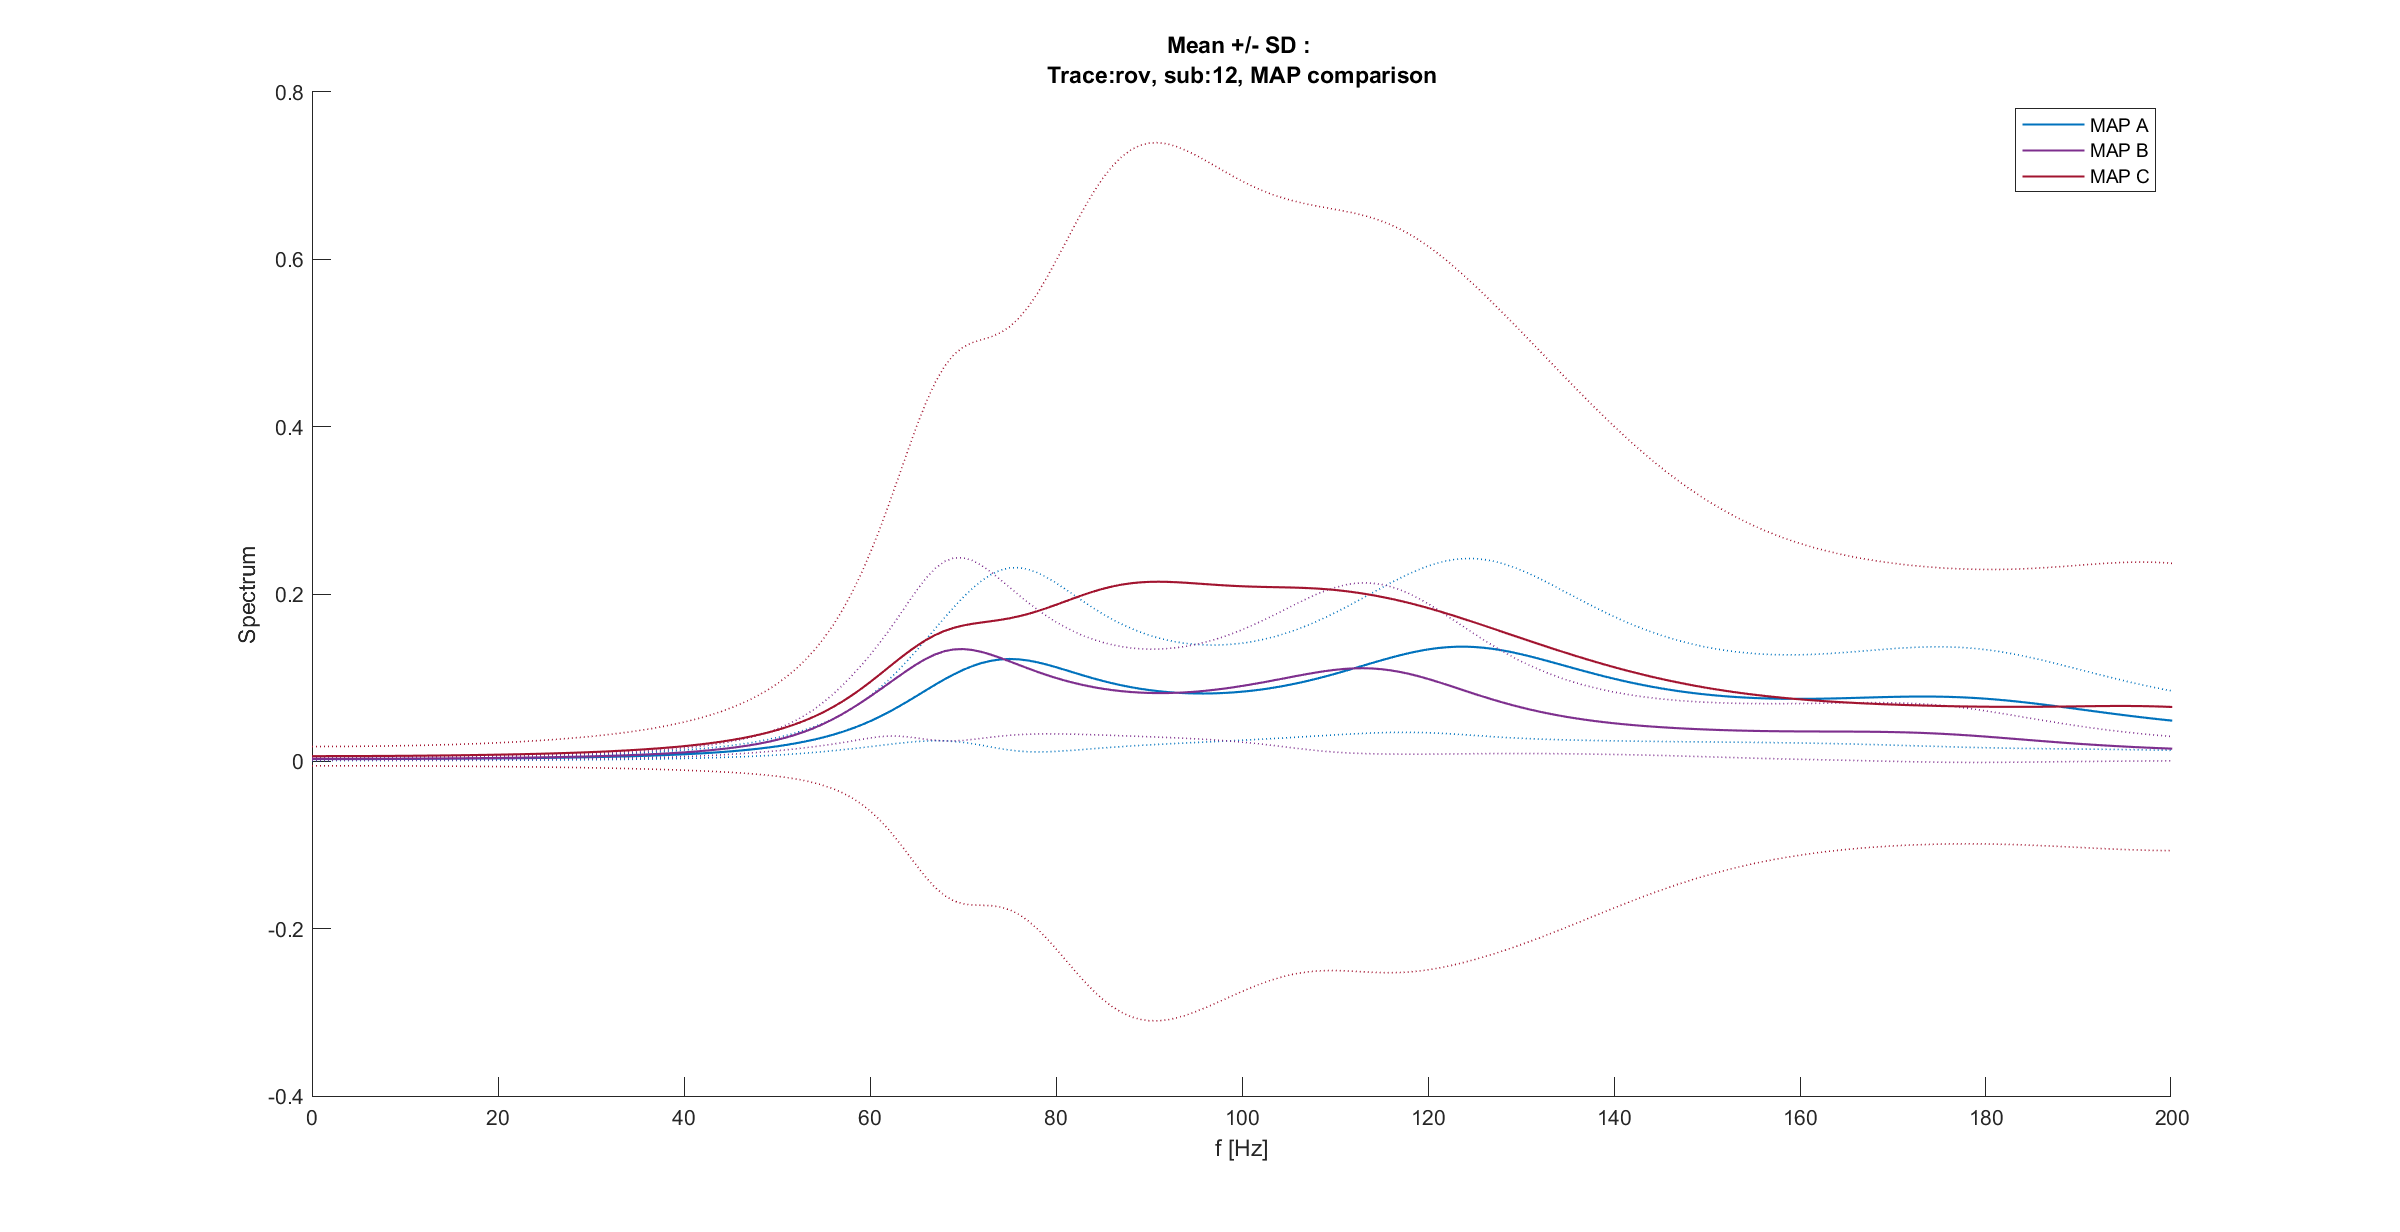 Mean +/- SD :
Trace:rov, sub:12, MAP comparison
MAP A
MAP B
MAP C
0.8
0.6
0.4
0.2
0
-0.2
-0.4
Spectrum
0 20 40 60 80 100 120 140 160 180 200
f [Hz]